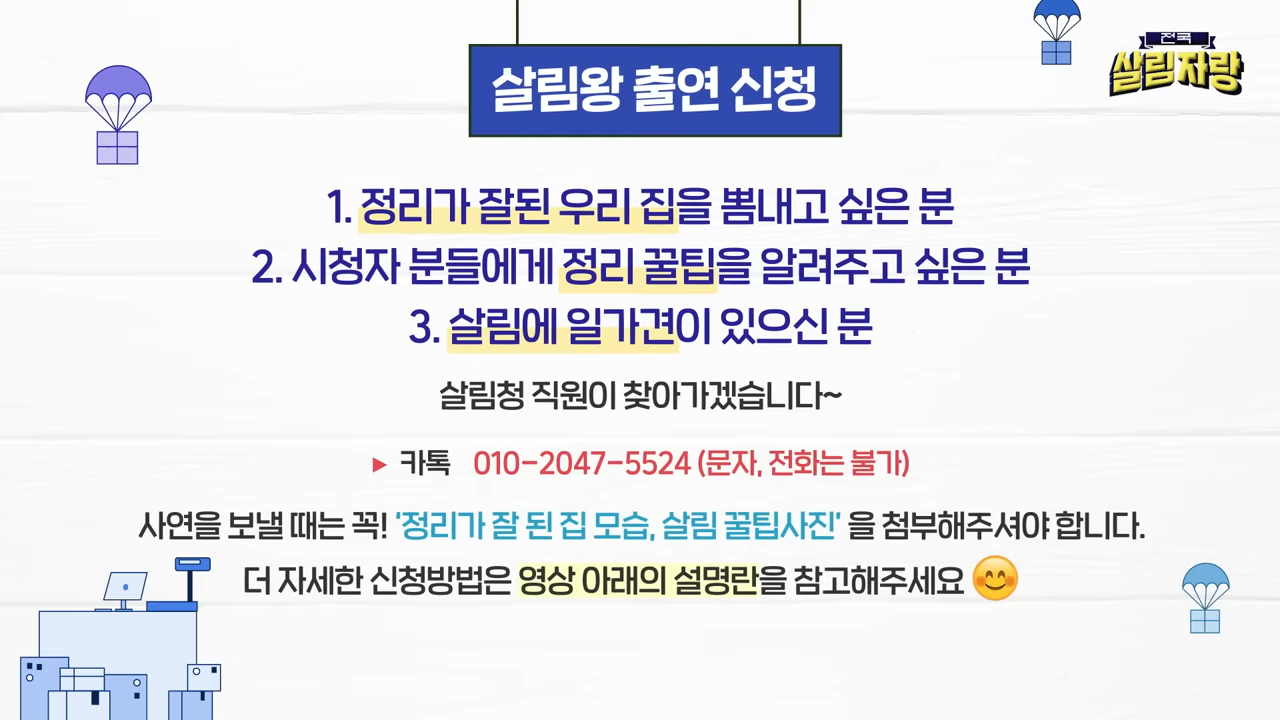 전국
살림자랑
살림왕 출연 신청
1. 정리가 잘된 우리 집을 뽐내고 싶은 분
2. 시청자 분들에게 정리 꿀팁을 알려주고 싶은 분
3. 살림에 일가견이 있으신 분
살림청 직원이 찾아가겠습니다~
▶ 카톡 010-2047-5524 (문자, 전화는 불가)
사연을 보낼 때는 꼭! '정리가 잘 된 집 모습, 살림 꿀팁사진' 을 첨부해주셔야 합니다.
더 자세한 신청방법은 영상 아래의 설명란을 참고해주세요 😊